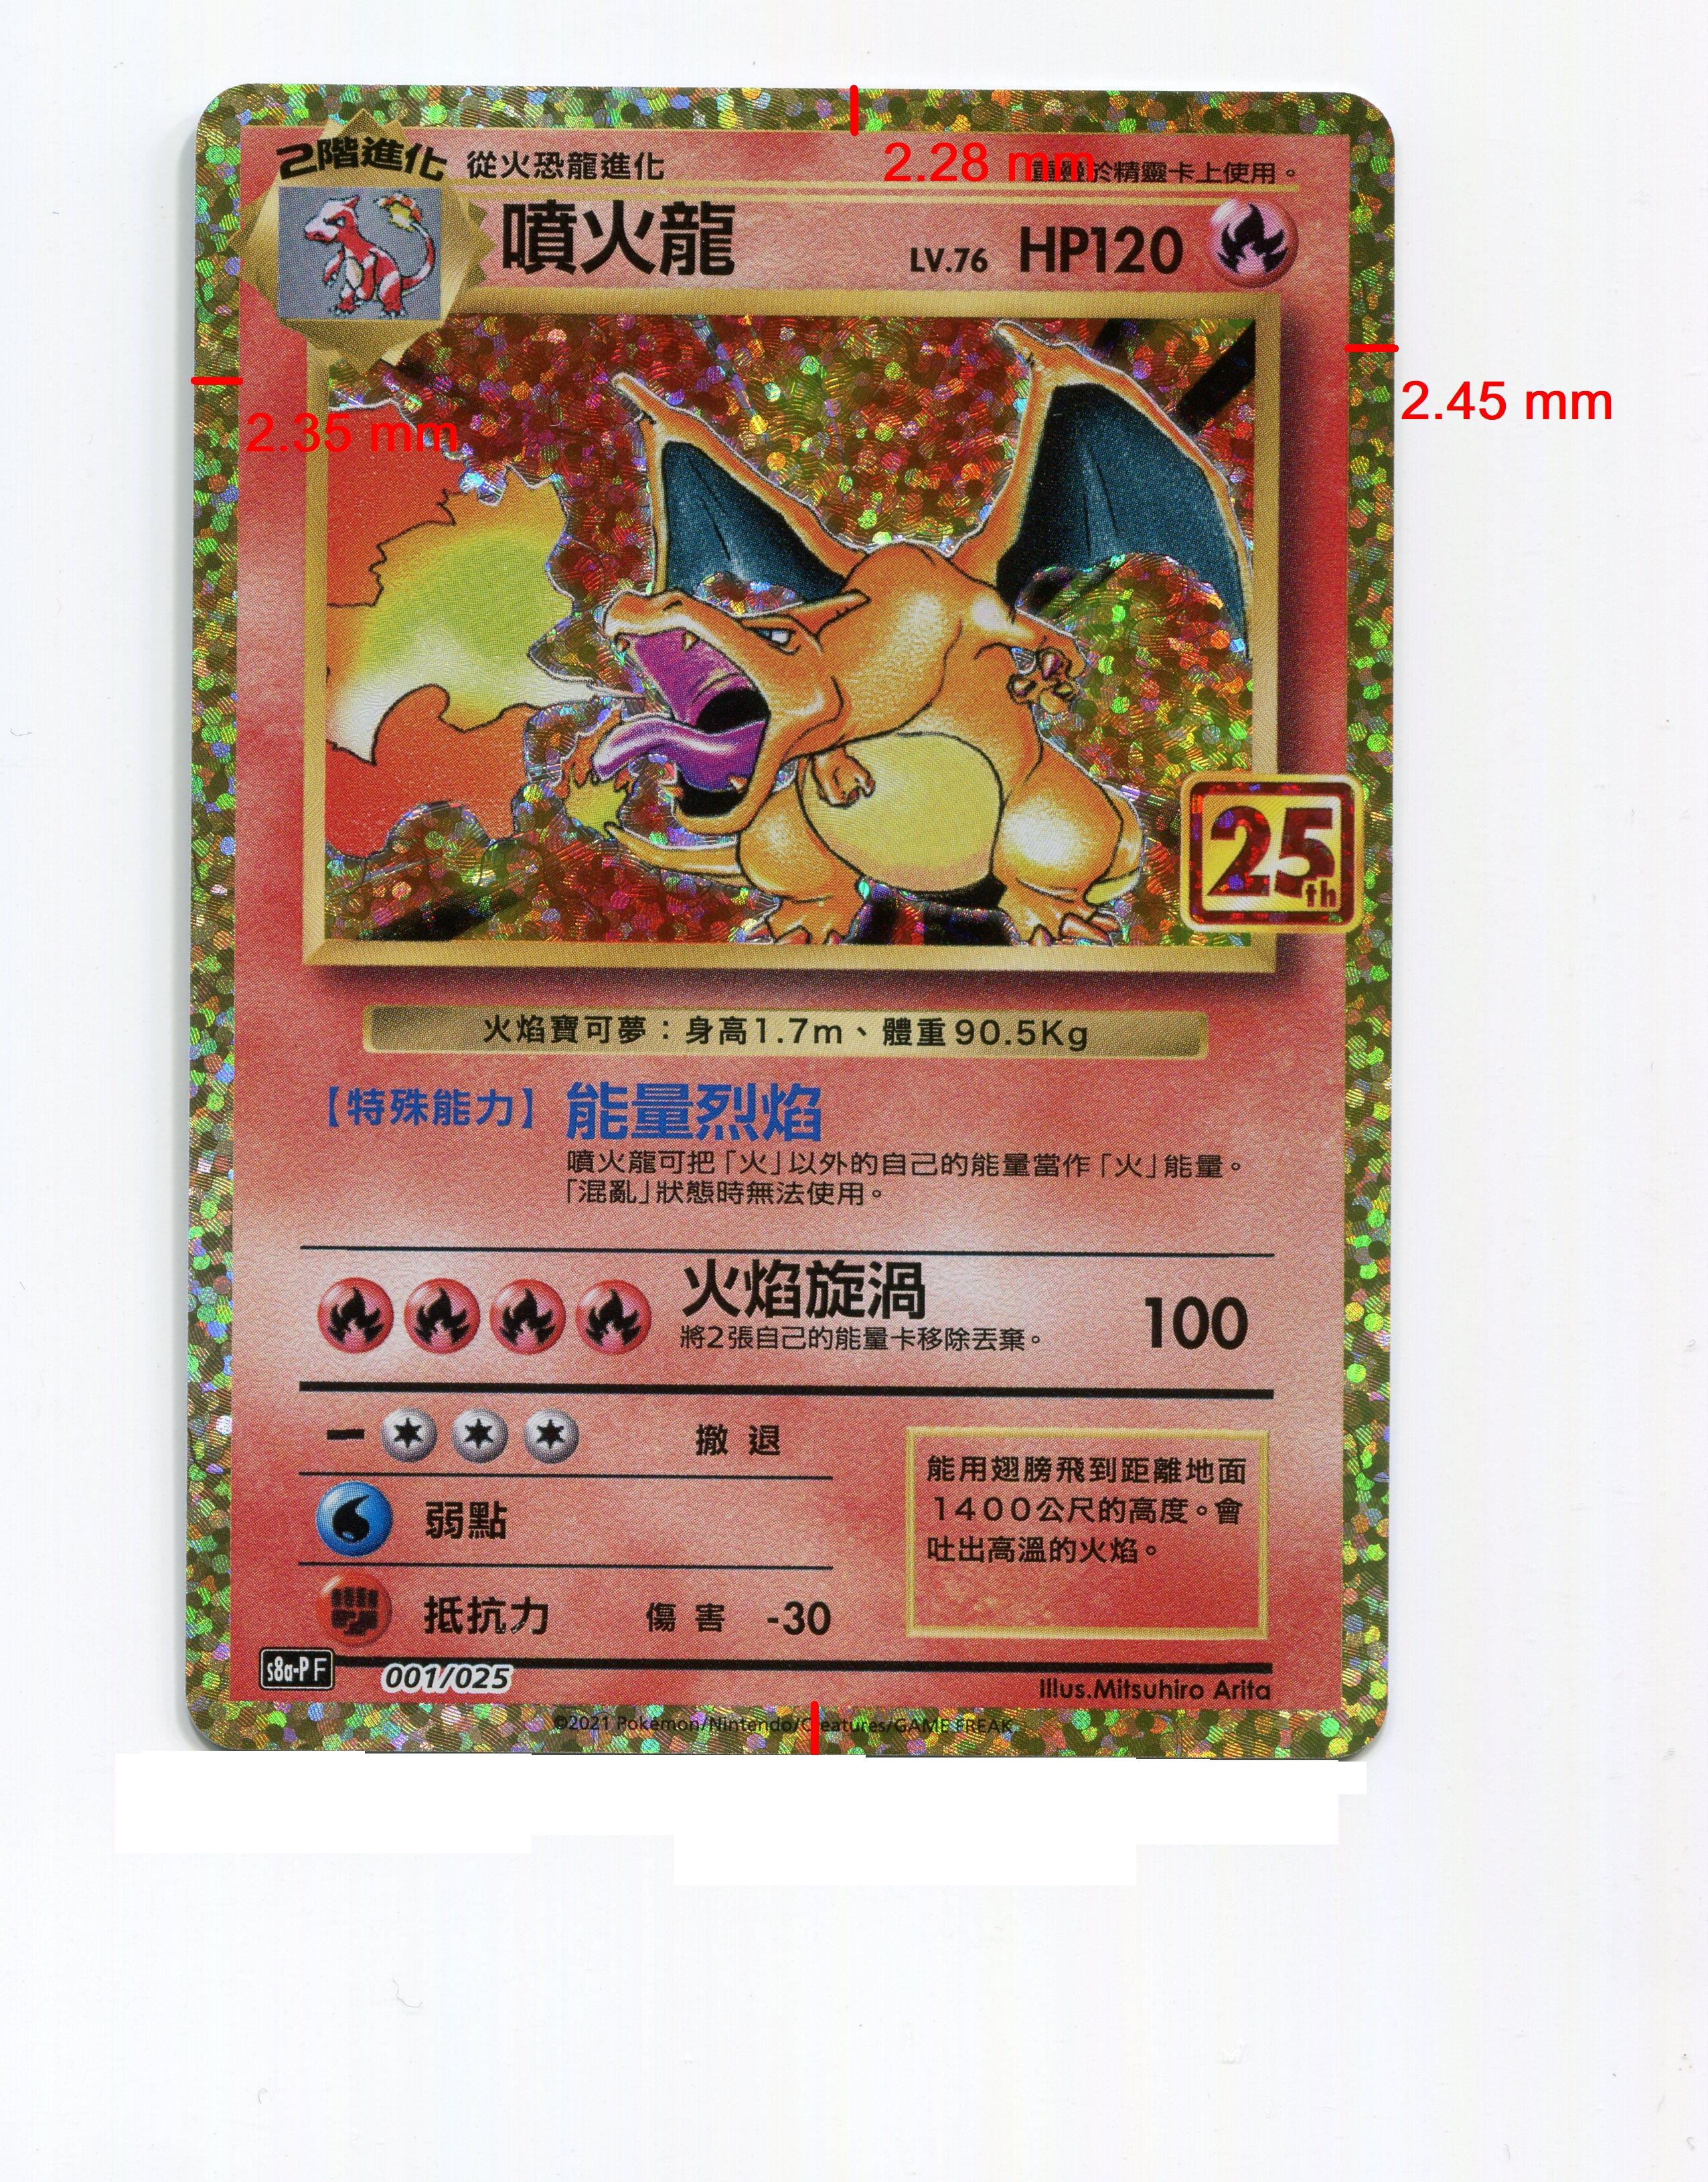 2階進化 從火恐龍進化
2.28 mm
於精靈卡上使用。
噴火龍 LV.76 HP120
2.45 mm
2.35 mm
25th
火焰寶可夢：身高1.7m、體重90.5Kg
【特殊能力】 能量烈焰
噴火龍可把「火」以外的自己的能量當作「火」能量。
「混亂」狀態時無法使用。
火焰旋渦 100
將2張自己的能量卡移除丟棄。
撤退
能用翅膀飛到距離地面
1400公尺的高度。會
吐出高溫的火焰。
弱點
抵抗力 傷害 -30
s8a-P F 001/025
Illus.Mitsuhiro Arita
©2021 Pokémon/Nintendo/Creatures/GAME FREAK